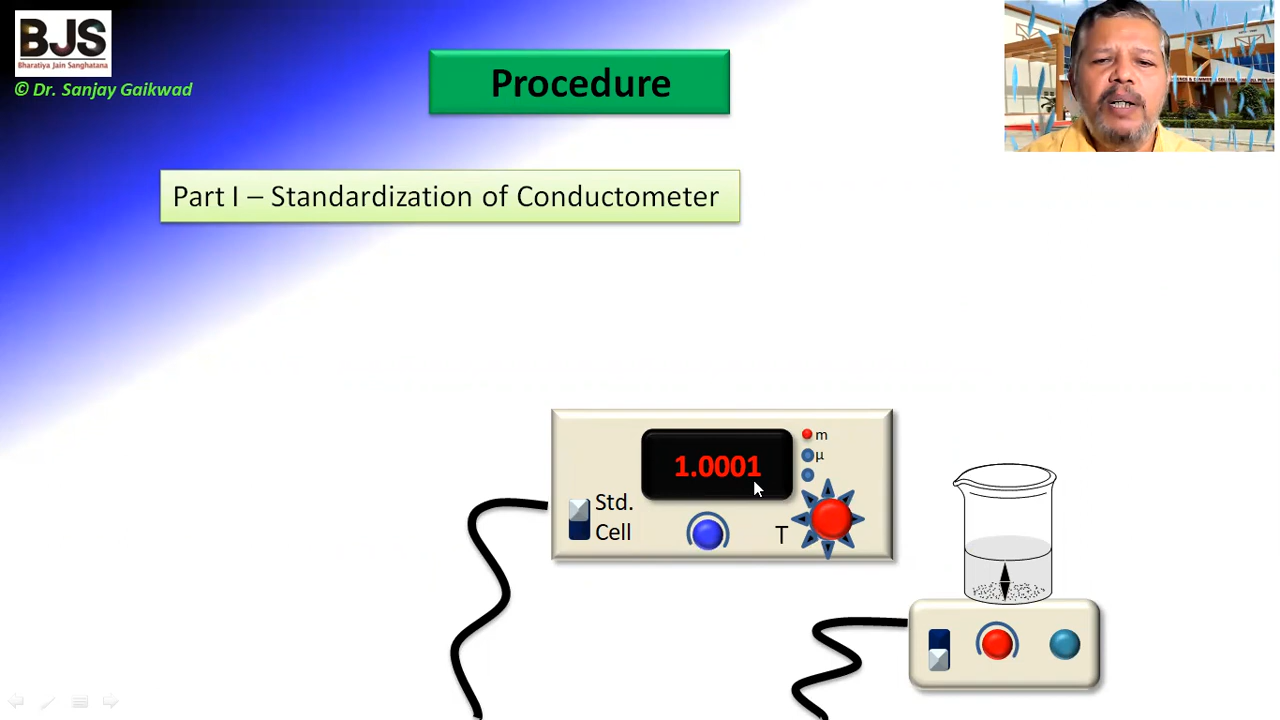 BJS
Bharatiya Jain Sanghatana
© Dr. Sanjay Gaikwad
Procedure
Part I – Standardization of Conductometer
1.0001
m
μ
Std.
Cell
T